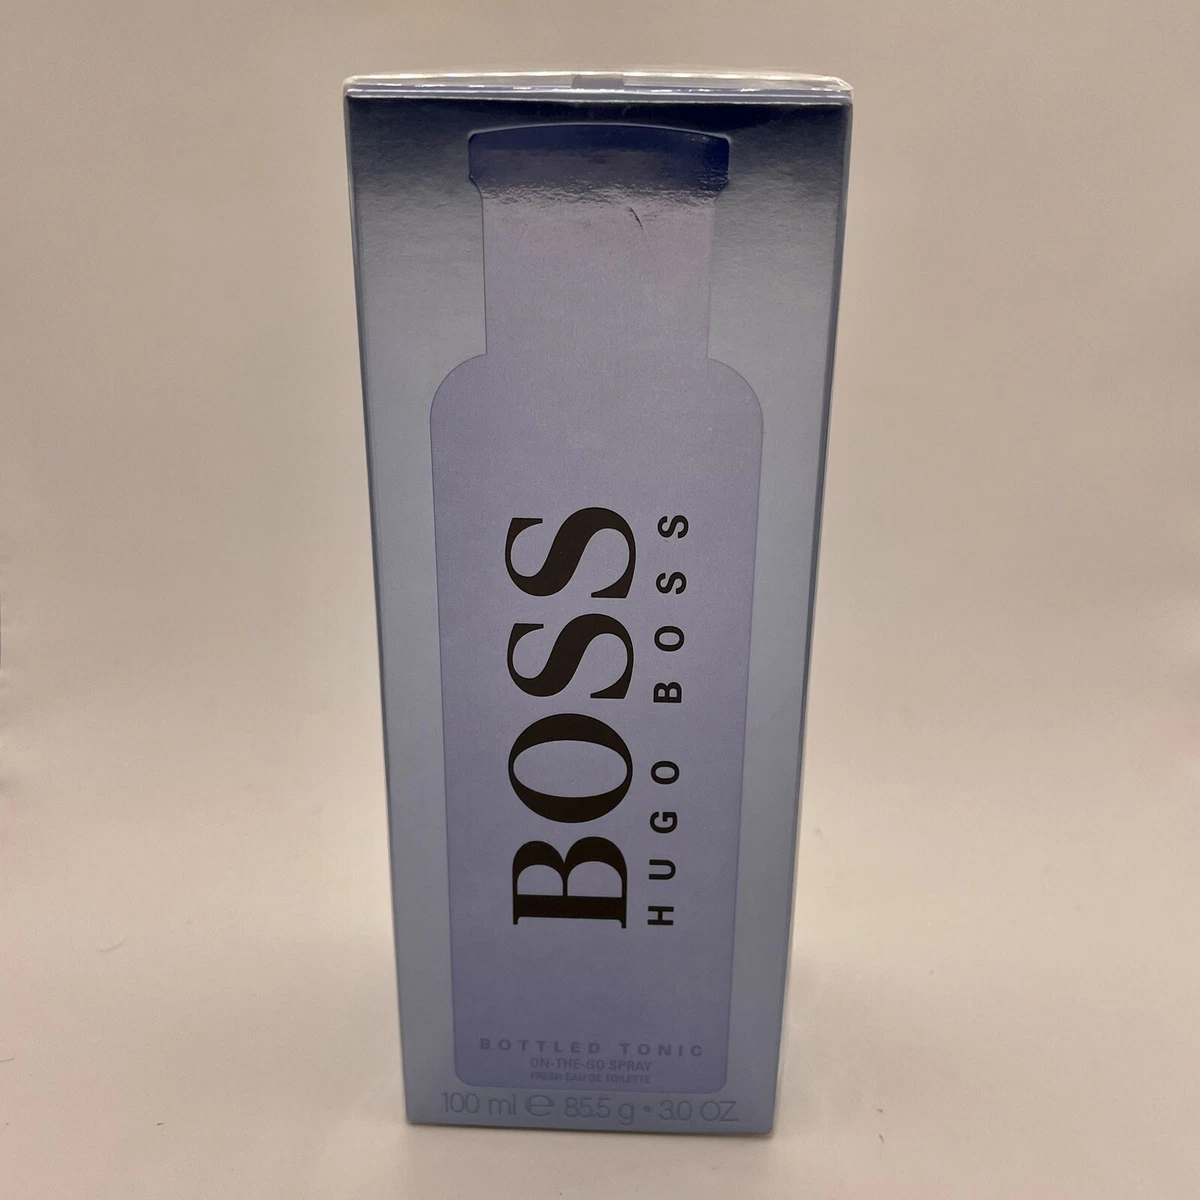 BOSS
HUGO BOSS
BOTTLED TONIC
ON-THE-GO SPRAY
FRESH EAU DE TOILETTE
100 ml ℮ 85.5 g • 3.0 OZ